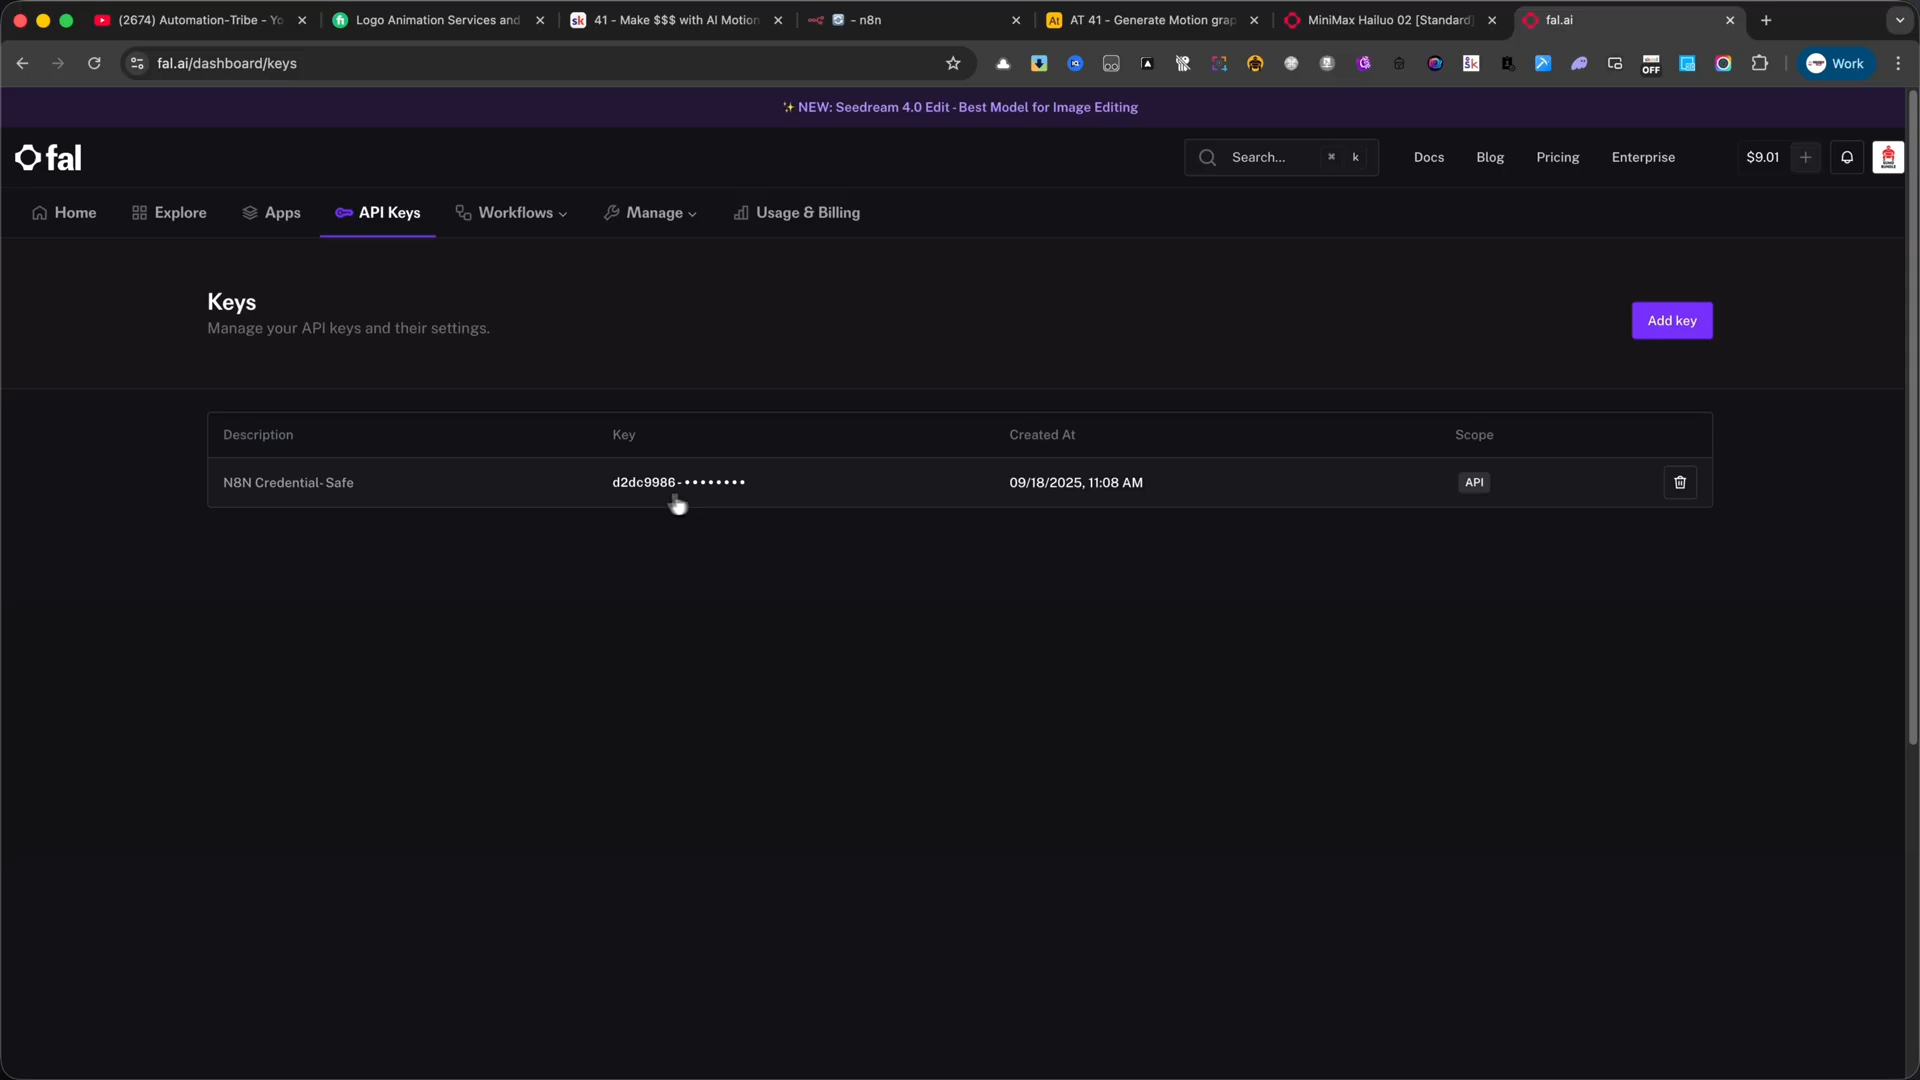 (2674) Automation-Tribe - Yo
Logo Animation Services and
41 - Make $$$ with AI Motion
- n8n
AT 41 - Generate Motion grap
MiniMax Hailuo 02 [Standard]
fal.ai
fal.ai/dashboard/keys
OFF
Work
✨ NEW: Seedream 4.0 Edit - Best Model for Image Editing
fal
Search...
⌘ k
Docs
Blog
Pricing
Enterprise
$9.01
Home
Explore
Apps
API Keys
Workflows
Manage
Usage & Billing
Keys
Manage your API keys and their settings.
Add key
Description
Key
Created At
Scope
N8N Credential-Safe
d2dc9986-••••••••
09/18/2025, 11:08 AM
API